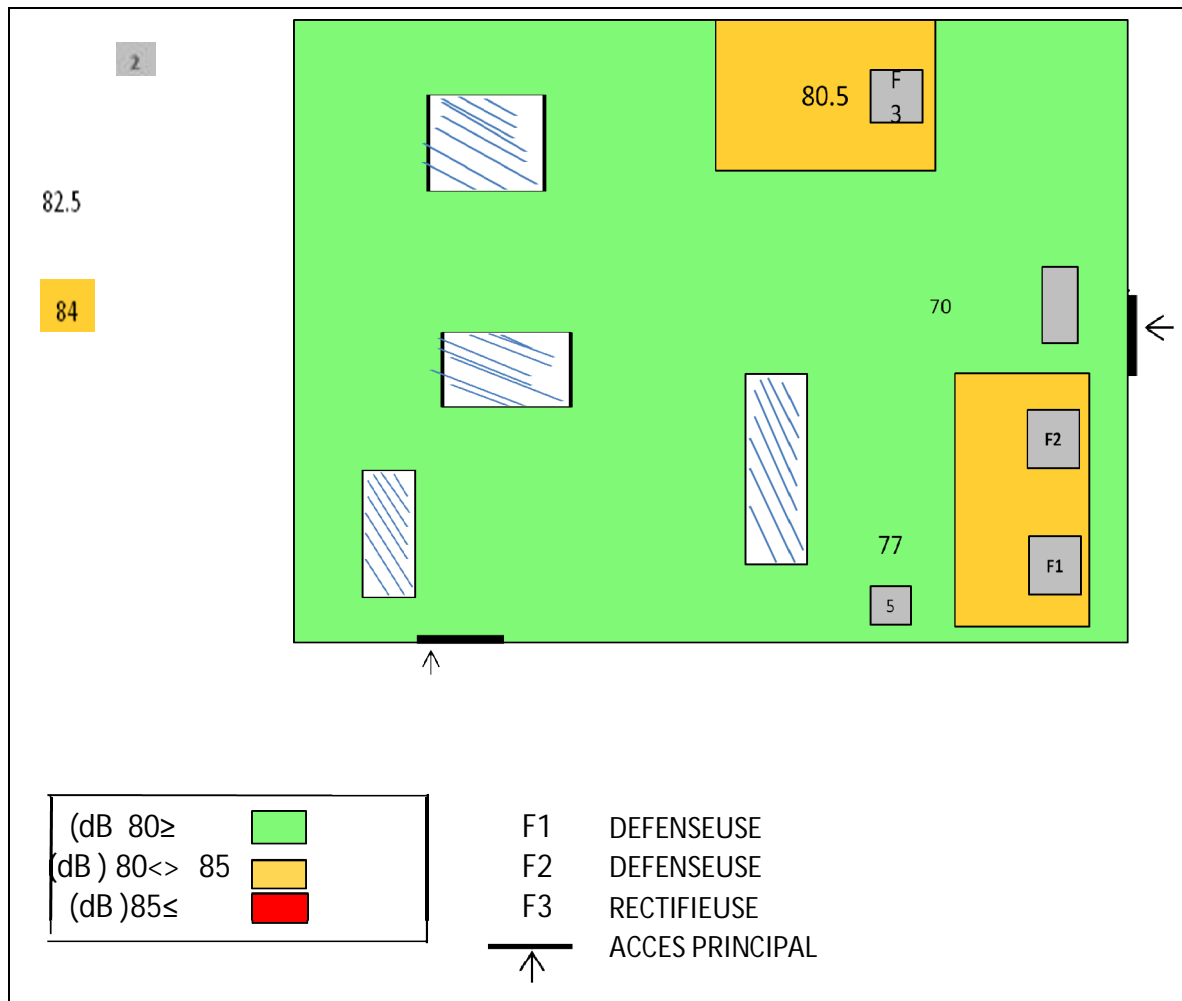 2
F
3
80.5
82.5
84
70
F2
77
F1
5
(dB 80≥
(dB ) 80<> 85
(dB )85≤
F1 DEFENSEUSE
F2 DEFENSEUSE
F3 RECTIFIEUSE
ACCES PRINCIPAL